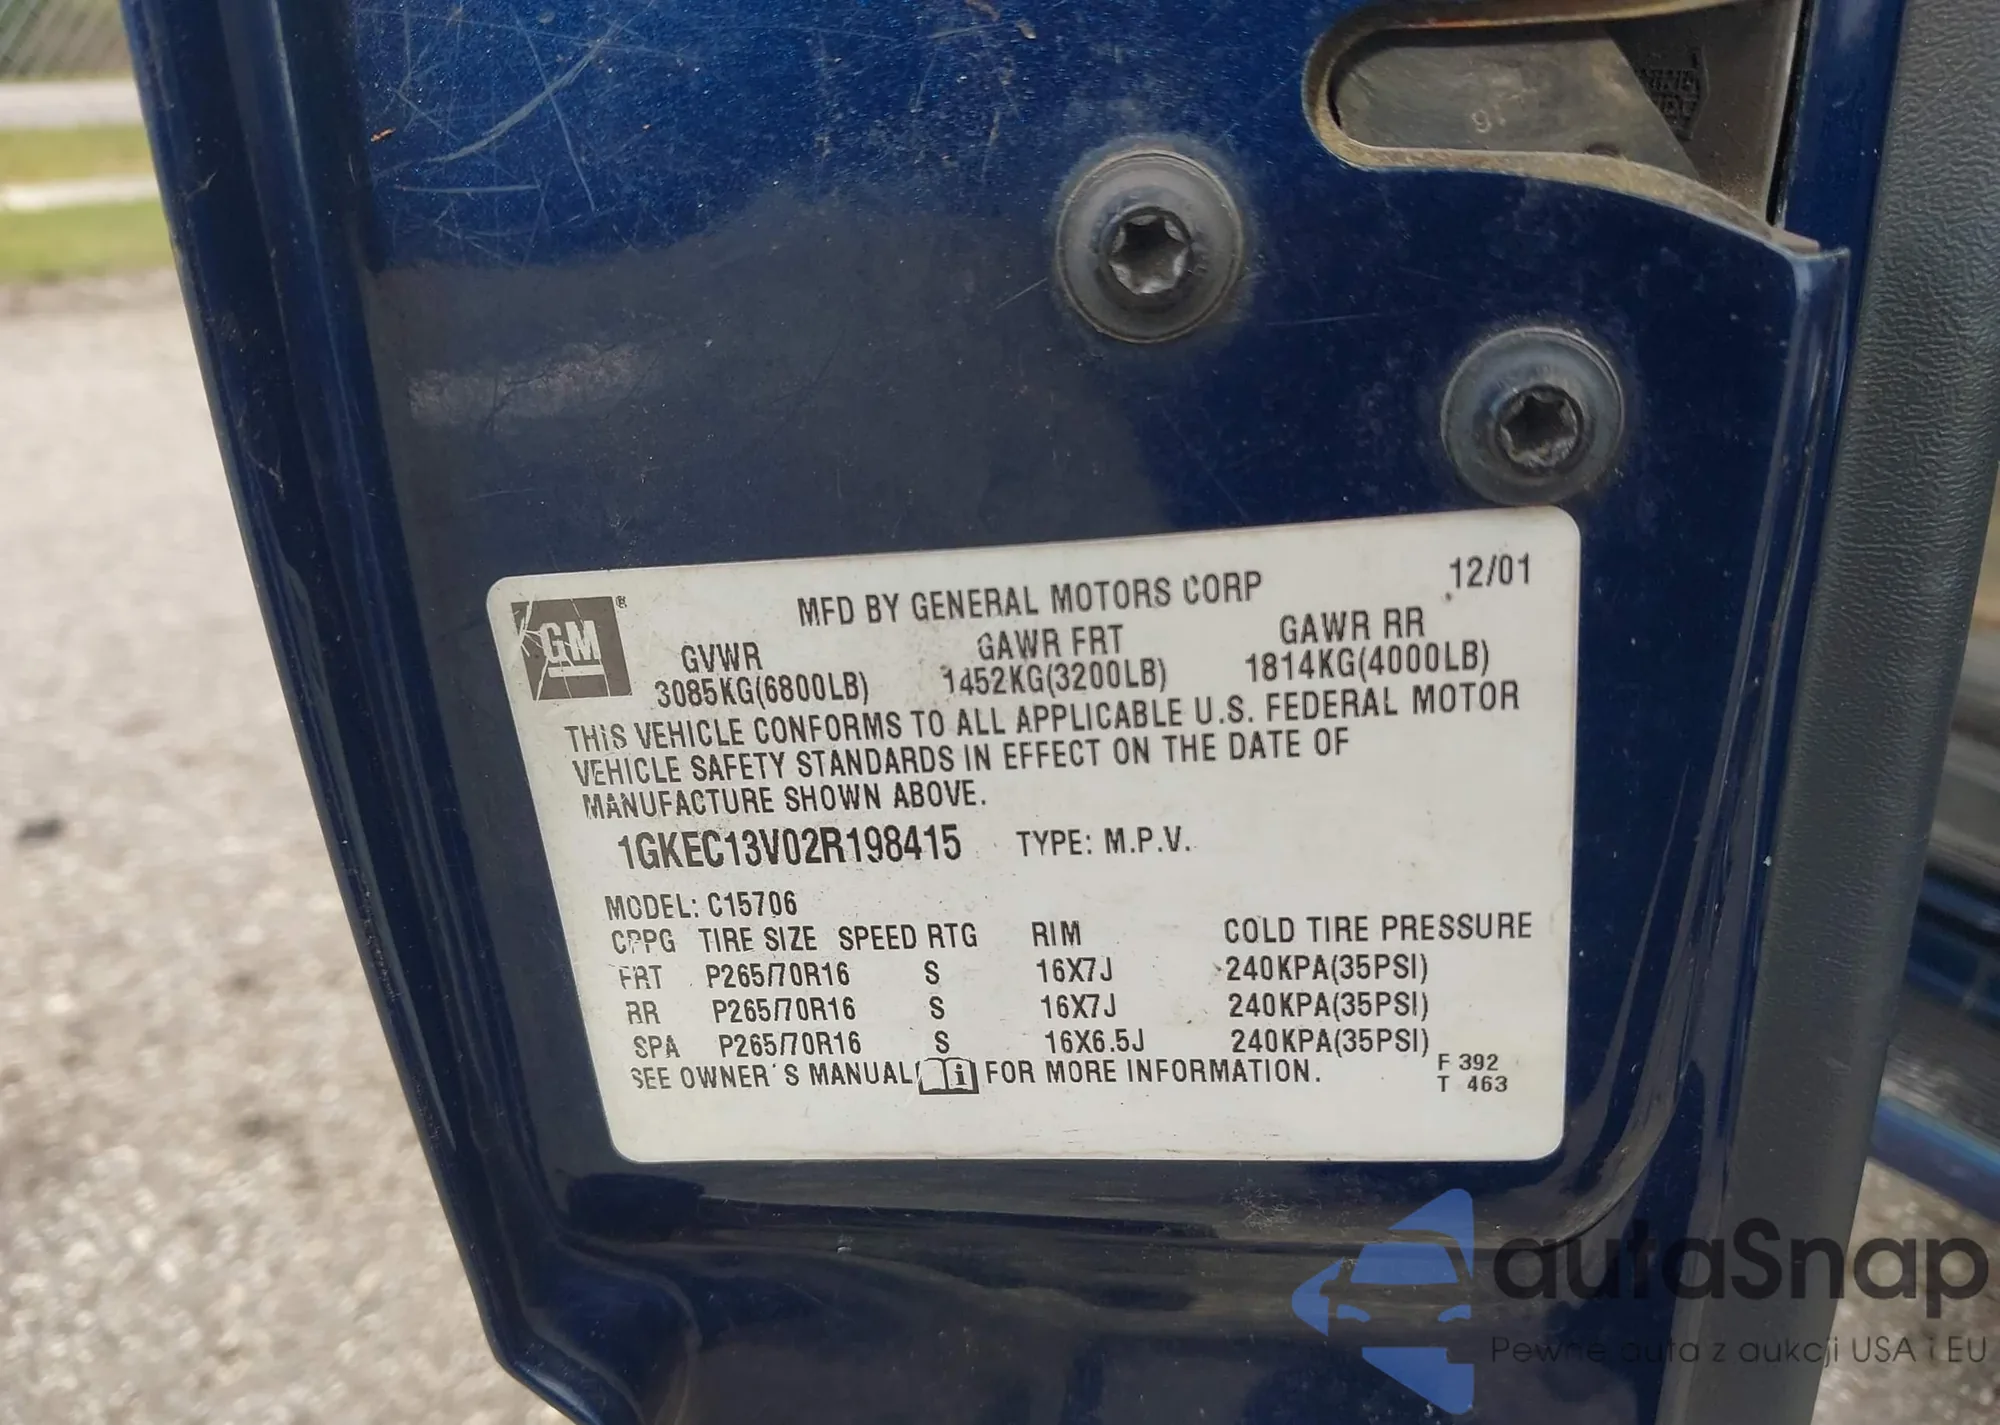 12/01
MFD BY GENERAL MOTORS CORP
GM ®
GVWR GAWR FRT GAWR RR
3085KG(6800LB) 1452KG(3200LB) 1814KG(4000LB)
THIS VEHICLE CONFORMS TO ALL APPLICABLE U.S. FEDERAL MOTOR
VEHICLE SAFETY STANDARDS IN EFFECT ON THE DATE OF
MANUFACTURE SHOWN ABOVE.
1GKEC13V02R198415 TYPE: M.P.V.
MODEL: C15706
CPPG TIRE SIZE SPEED RTG RIM COLD TIRE PRESSURE
FRT P265/70R16 S 16X7J 240KPA(35PSI)
RR P265/70R16 S 16X7J 240KPA(35PSI)
SPA P265/70R16 S 16X6.5J 240KPA(35PSI)
SEE OWNER'S MANUAL i FOR MORE INFORMATION.
F 392
T 463
autaSnap
Pewne auta z aukcji USA i EU